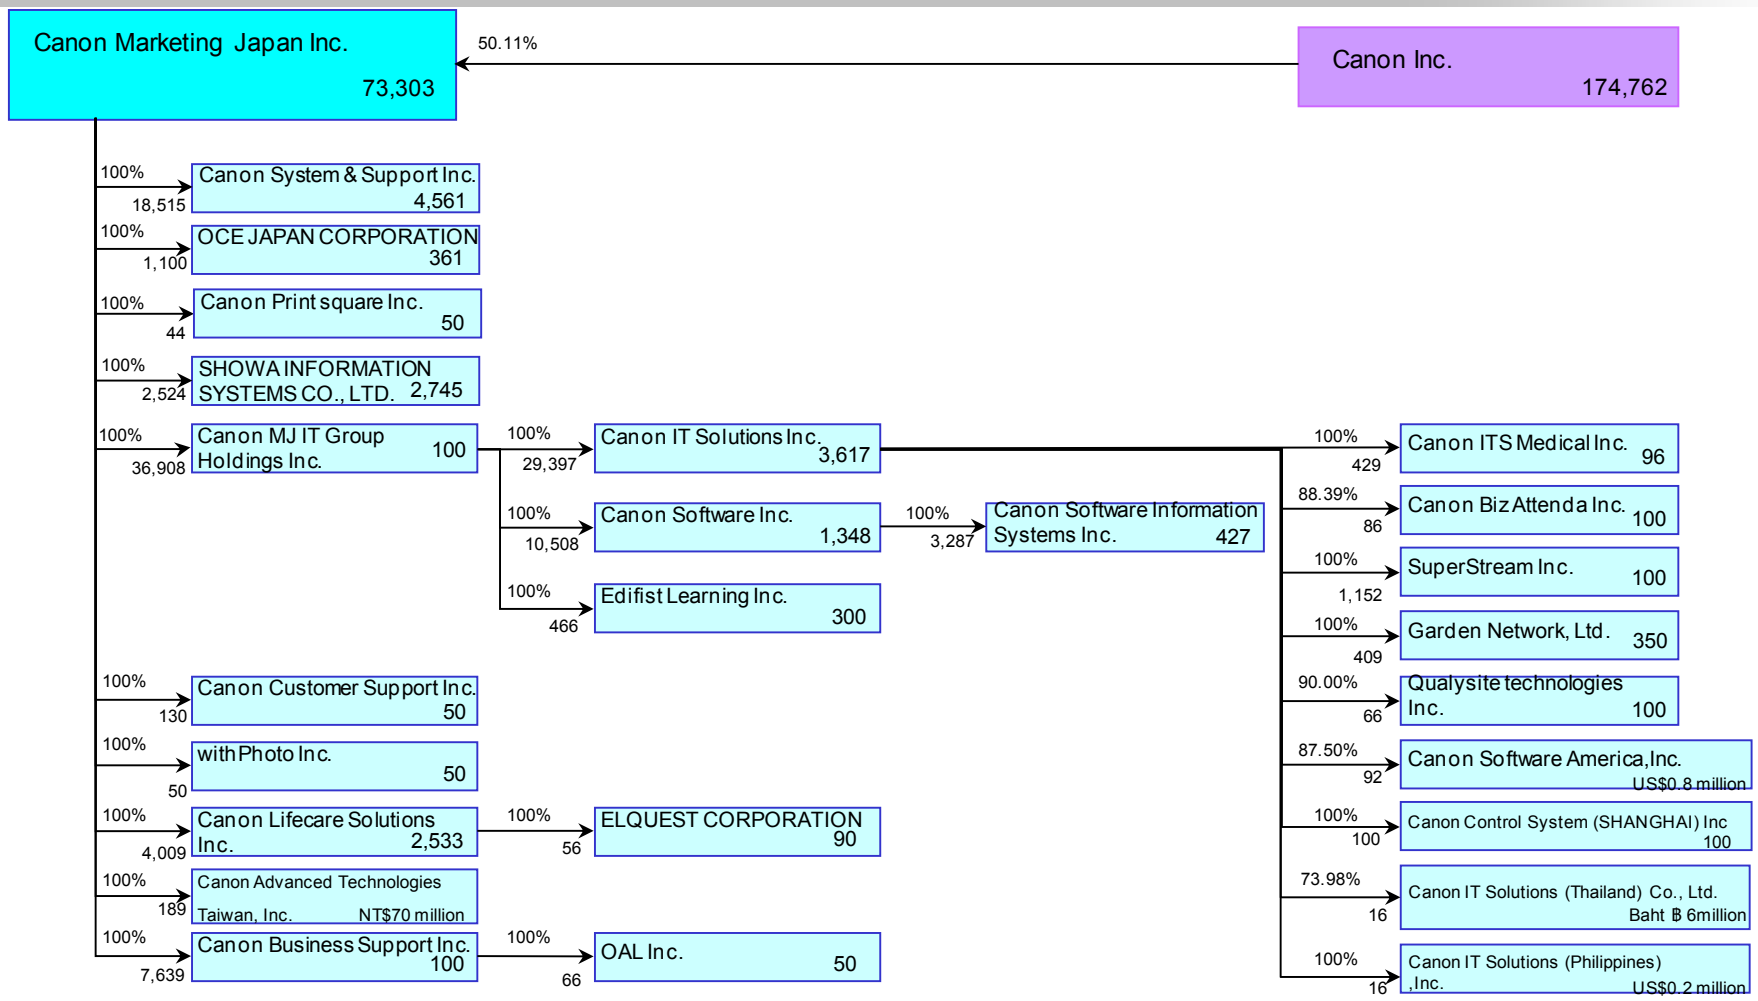 Canon Marketing Japan Inc.
73,303
50.11%
Canon Inc.
174,762
100%
18,515
Canon System & Support Inc.
4,561
100%
1,100
OCE JAPAN CORPORATION
361
100%
44
Canon Print square Inc.
50
100%
2,524
SHOWA INFORMATION
SYSTEMS CO., LTD. 2,745
100%
36,908
Canon MJ IT Group
Holdings Inc.
100
100%
29,397
Canon IT Solutions Inc.
3,617
100%
10,508
Canon Software Inc.
1,348
100%
3,287
Canon Software Information
Systems Inc.
427
100%
466
Edifist Learning Inc.
300
100%
429
Canon ITS Medical Inc.
96
88.39%
86
Canon Biz Attenda Inc.
100
100%
1,152
SuperStream Inc.
100
100%
409
Garden Network, Ltd.
350
90.00%
66
Qualysite technologies
Inc.
100
87.50%
92
Canon Software America, Inc.
US$0.8 million
100%
100
Canon Control System (SHANGHAI) Inc
100
73.98%
16
Canon IT Solutions (Thailand) Co., Ltd.
Baht ฿ 6million
100%
16
Canon IT Solutions (Philippines)
,Inc.
US$0.2 million
100%
130
Canon Customer Support Inc.
50
100%
50
with Photo Inc.
50
100%
4,009
Canon Lifecare Solutions
Inc.
2,533
100%
56
ELQUEST CORPORATION
90
100%
189
Canon Advanced Technologies
Taiwan, Inc.
NT$70 million
100%
7,639
Canon Business Support Inc.
100
100%
66
OAL Inc.
50